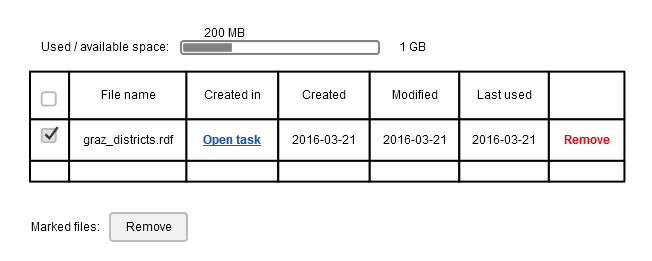 200 MB
Used / available space: 1 GB
File name Created in Created Modified Last used
graz_districts.rdf Open task 2016-03-21 2016-03-21 2016-03-21 Remove
Marked files: Remove